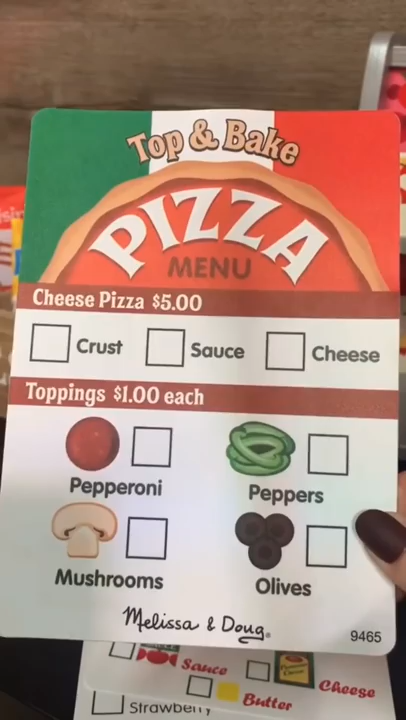 Top & Bake
PIZZA
MENU
Cheese Pizza $5.00
Crust Sauce Cheese
Toppings $1.00 each
Pepperoni Peppers
Mushrooms Olives
Melissa & Doug®
9465
Sauce Cheese
Butter
Strawberry